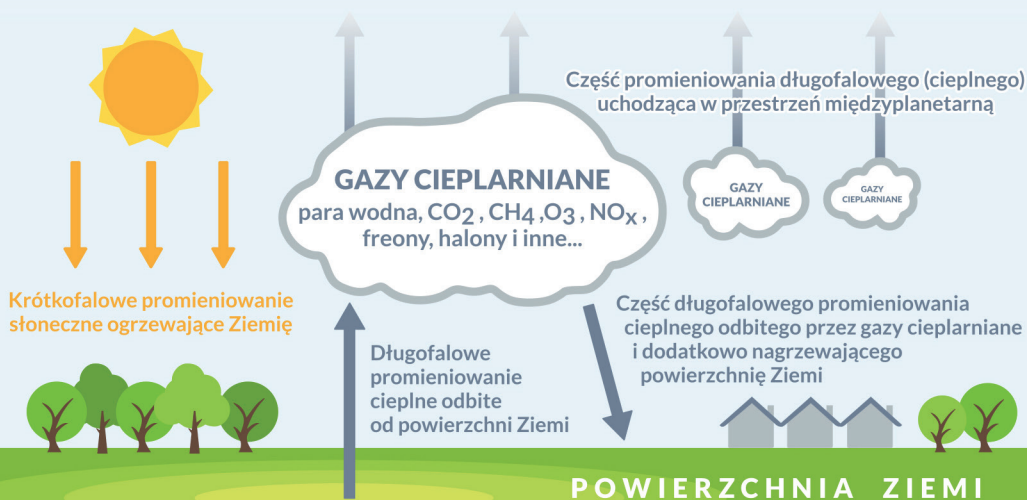 Część promieniowania długofalowego (cieplnego)
uchodząca w przestrzeń międzyplanetarną
GAZY CIEPLARNIANE
para wodna, CO2 , CH4 ,O3 , NOx ,
freony, halony i inne...
GAZY
CIEPLARNIANE
GAZY
CIEPLARNIANE
Krótkofalowe promieniowanie
słoneczne ogrzewające Ziemię
Długofalowe
promieniowanie
cieplne odbite
od powierzchni Ziemi
Część długofalowego promieniowania
cieplnego odbitego przez gazy cieplarniane
i dodatkowo nagrzewającego
powierzchnię Ziemi
POWIERZCHNIA ZIEMI